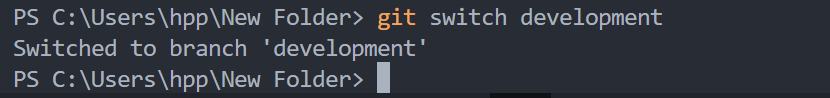 PS C:\Users\hpp\New Folder> git switch development
Switched to branch 'development'
PS C:\Users\hpp\New Folder>